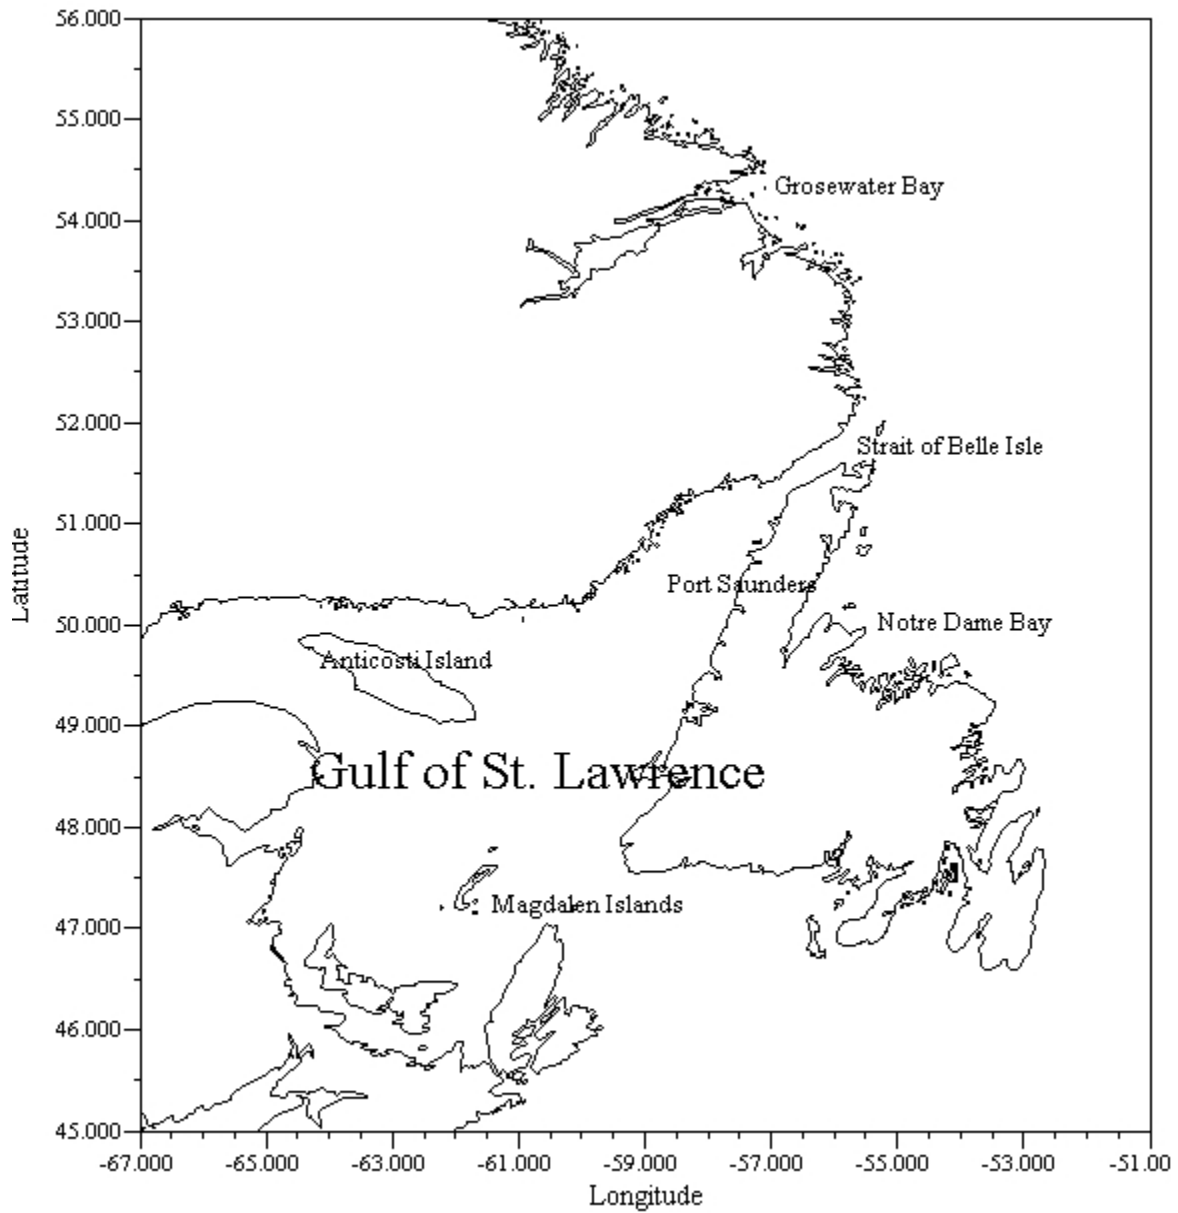 56.000
55.000
Grosewater Bay
54.000
53.000
52.000
Strait of Belle Isle
51.000
Latitude
Port Saunders
50.000
Notre Dame Bay
Anticosti Island
49.000
Gulf of St. Lawrence
48.000
Magdalen Islands
47.000
46.000
45.000
-67.000 -65.000 -63.000 -61.000 -59.000 -57.000 -55.000 -53.000 -51.00
Longitude